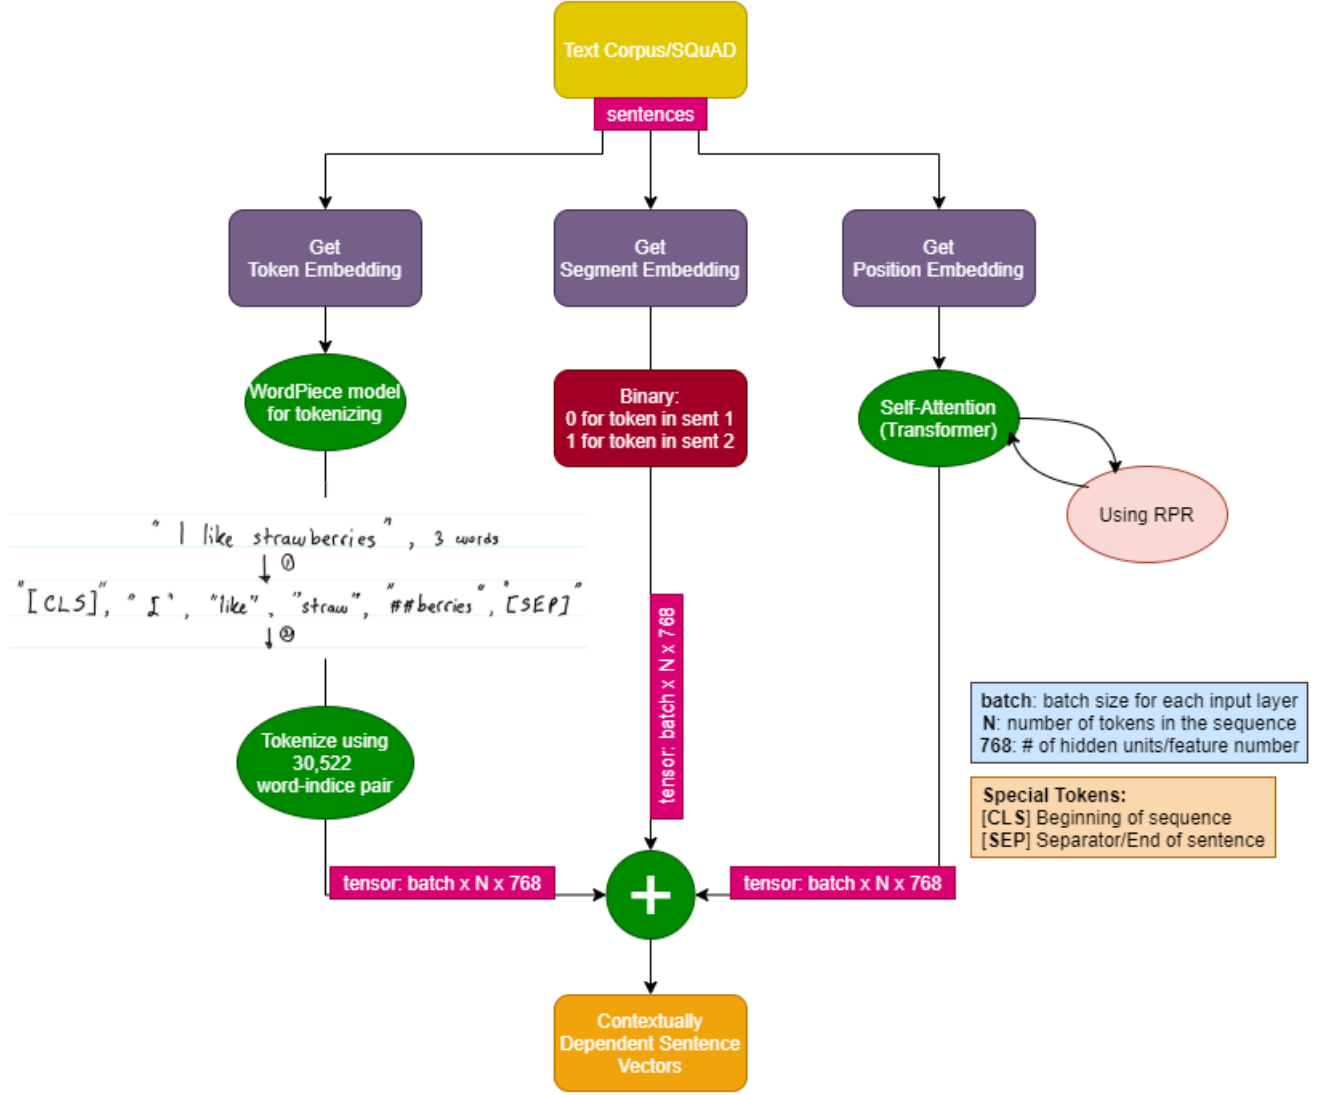 Text Corpus/SQuAD
sentences
Get
Token Embedding
Get
Segment Embedding
Get
Position Embedding
WordPiece model
for tokenizing
Binary:
0 for token in sent 1
1 for token in sent 2
Self-Attention
(Transformer)
Using RPR
"I like strawberries", 3 words
↓ ①
"[CLS]", "I", "like", "straw", "##berries", "[SEP]"
↓ ②
Tokenize using
30,522
word-indice pair
tensor: batch x N x 768
batch: batch size for each input layer
N: number of tokens in the sequence
768: # of hidden units/feature number
Special Tokens:
[CLS] Beginning of sequence
[SEP] Separator/End of sentence
tensor: batch x N x 768
+
tensor: batch x N x 768
Contextually
Dependent Sentence
Vectors